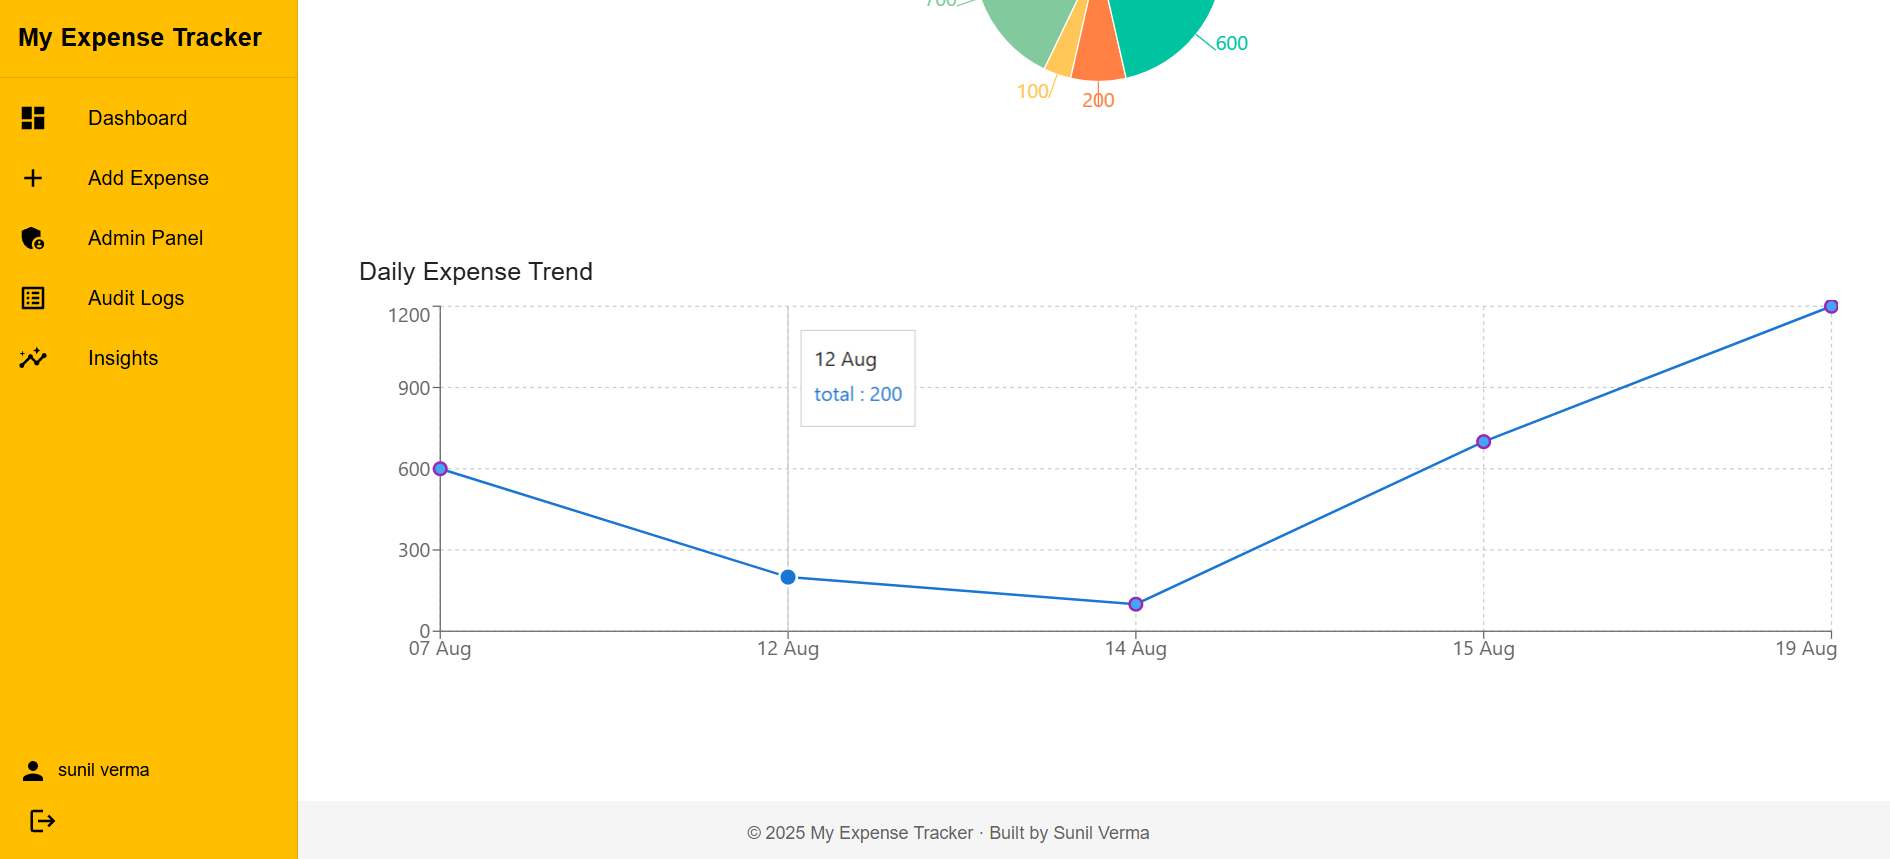 My Expense Tracker
Dashboard
Add Expense
Admin Panel
Audit Logs
Insights
sunil verma
700
600
100
200
Daily Expense Trend
1200
900
600
300
0
12 Aug
total : 200
07 Aug
12 Aug
14 Aug
15 Aug
19 Aug
© 2025 My Expense Tracker · Built by Sunil Verma